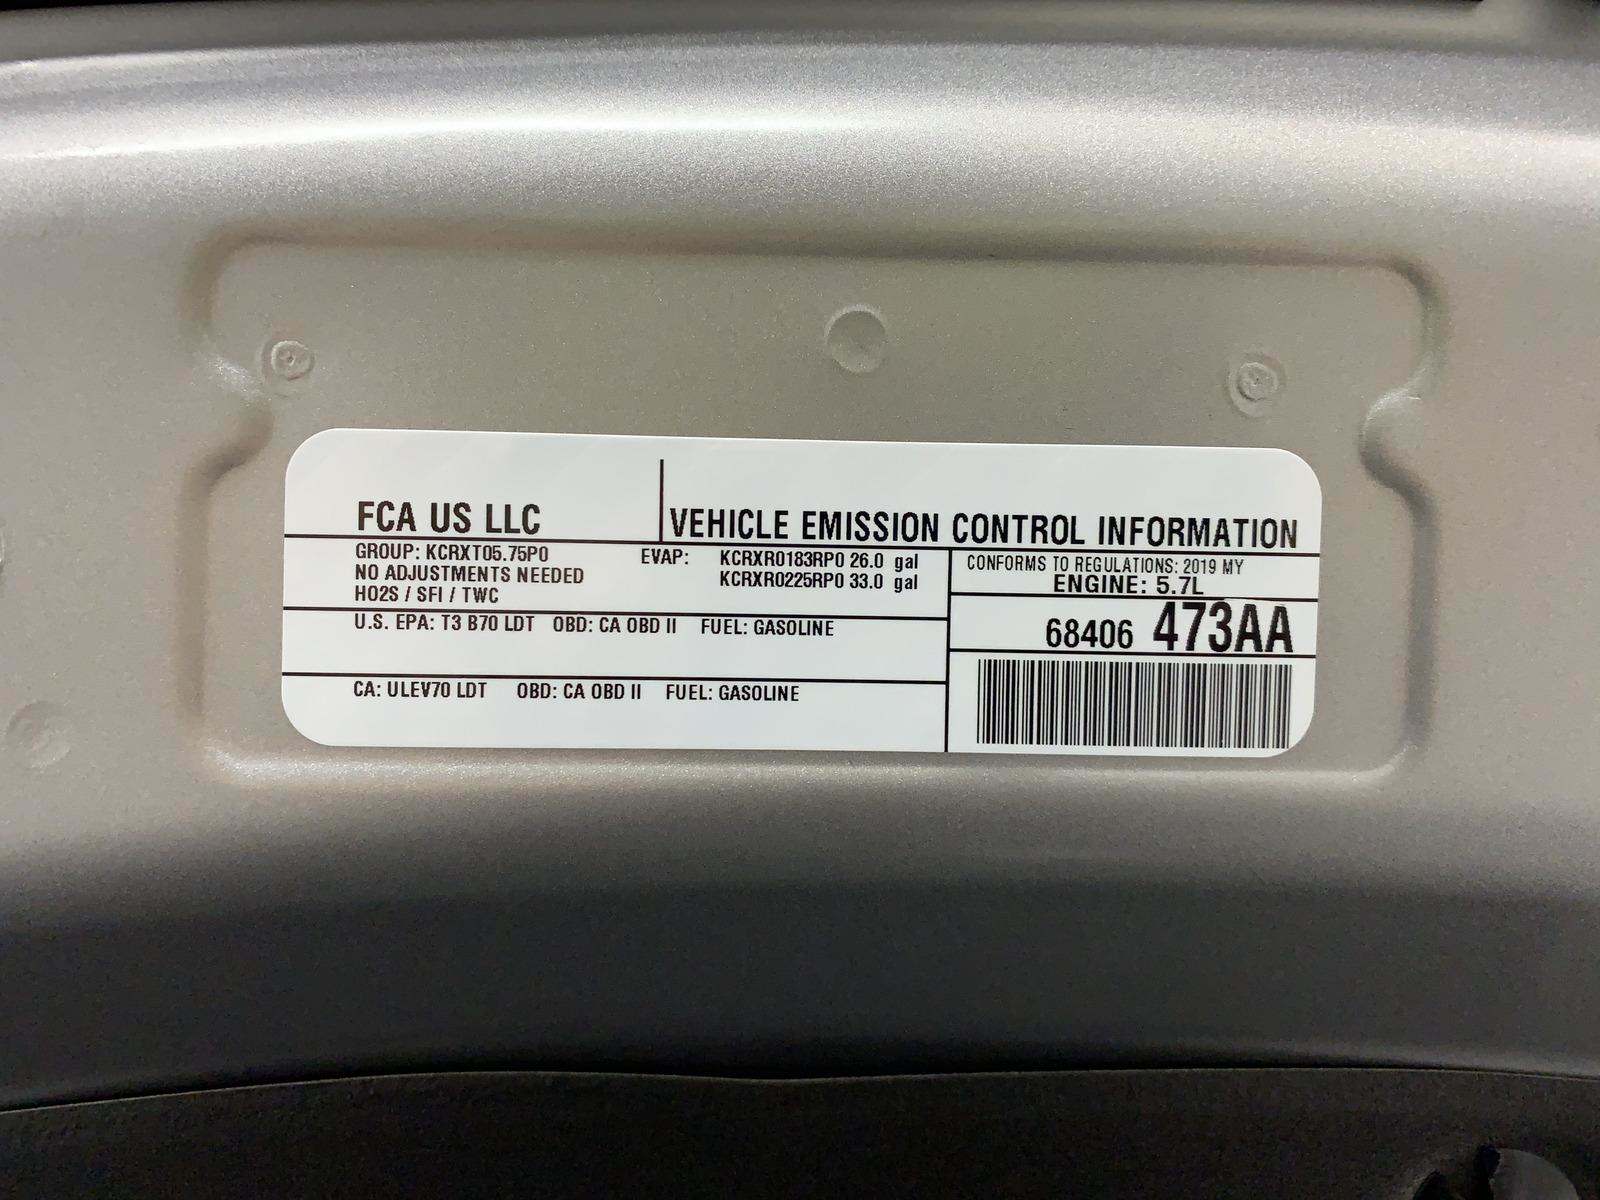 FCA US LLC
VEHICLE EMISSION CONTROL INFORMATION
GROUP: KCRXT05.75P0
NO ADJUSTMENTS NEEDED
HO2S / SFI / TWC
EVAP: KCRXR0183RP0 26.0 gal
KCRXR0225RP0 33.0 gal
CONFORMS TO REGULATIONS: 2019 MY
ENGINE: 5.7L
68406 473AA
U.S. EPA: T3 B70 LDT OBD: CA OBD II FUEL: GASOLINE
CA: ULEV70 LDT OBD: CA OBD II FUEL: GASOLINE